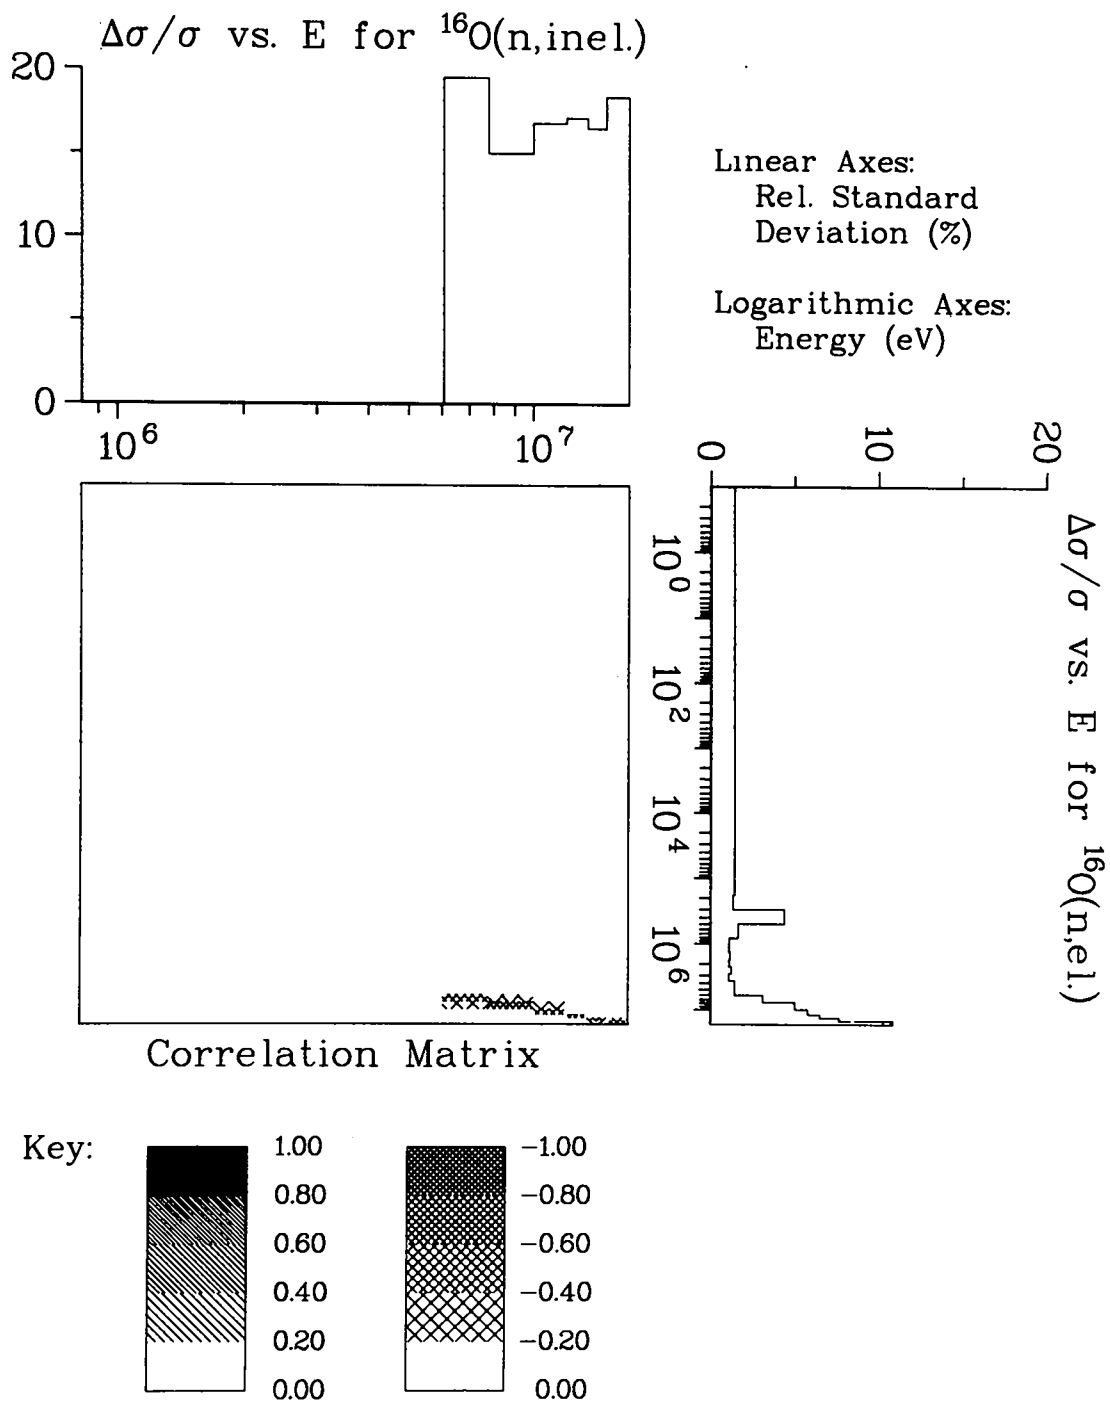 Δσ/σ vs. E for ¹⁶O(n,inel.)
20
10
0
10⁶
10⁷
Linear Axes:
Rel. Standard
Deviation (%)
Logarithmic Axes:
Energy (eV)
0
10
20
10⁰
10²
10⁴
10⁶
Δσ/σ vs. E for ¹⁶O(n,el.)
Correlation Matrix
Key:
1.00
0.80
0.60
0.40
0.20
0.00
−1.00
−0.80
−0.60
−0.40
−0.20
0.00